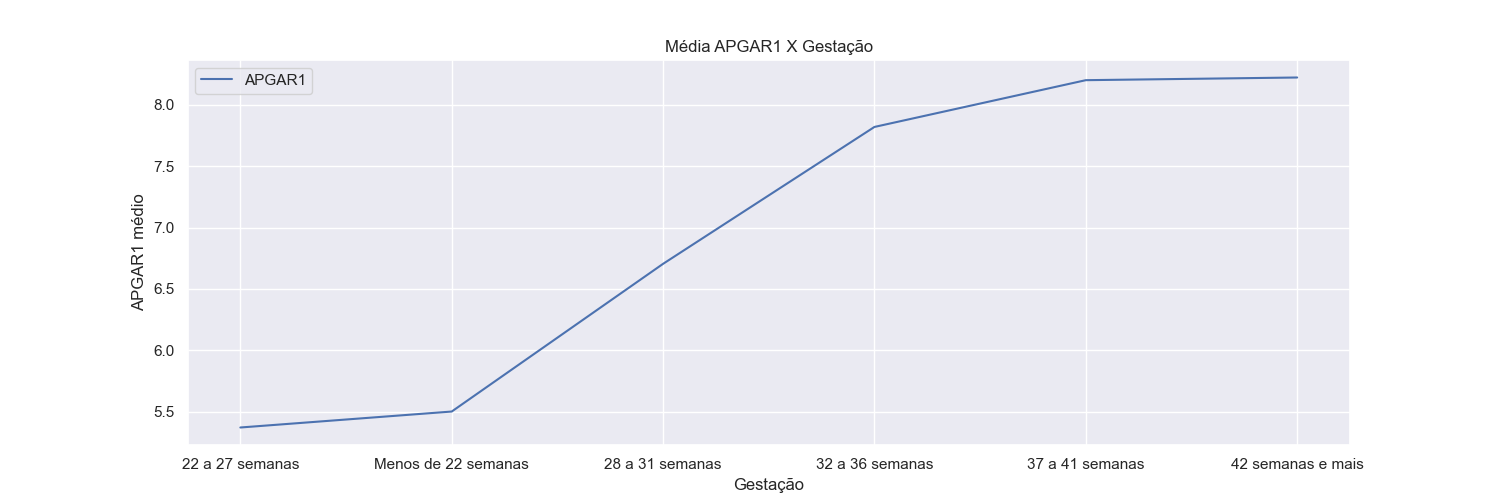 Média APGAR1 X Gestação
APGAR1
8.0
7.5
7.0
6.5
6.0
5.5
APGAR1 médio
22 a 27 semanas
Menos de 22 semanas
28 a 31 semanas
32 a 36 semanas
37 a 41 semanas
42 semanas e mais
Gestação